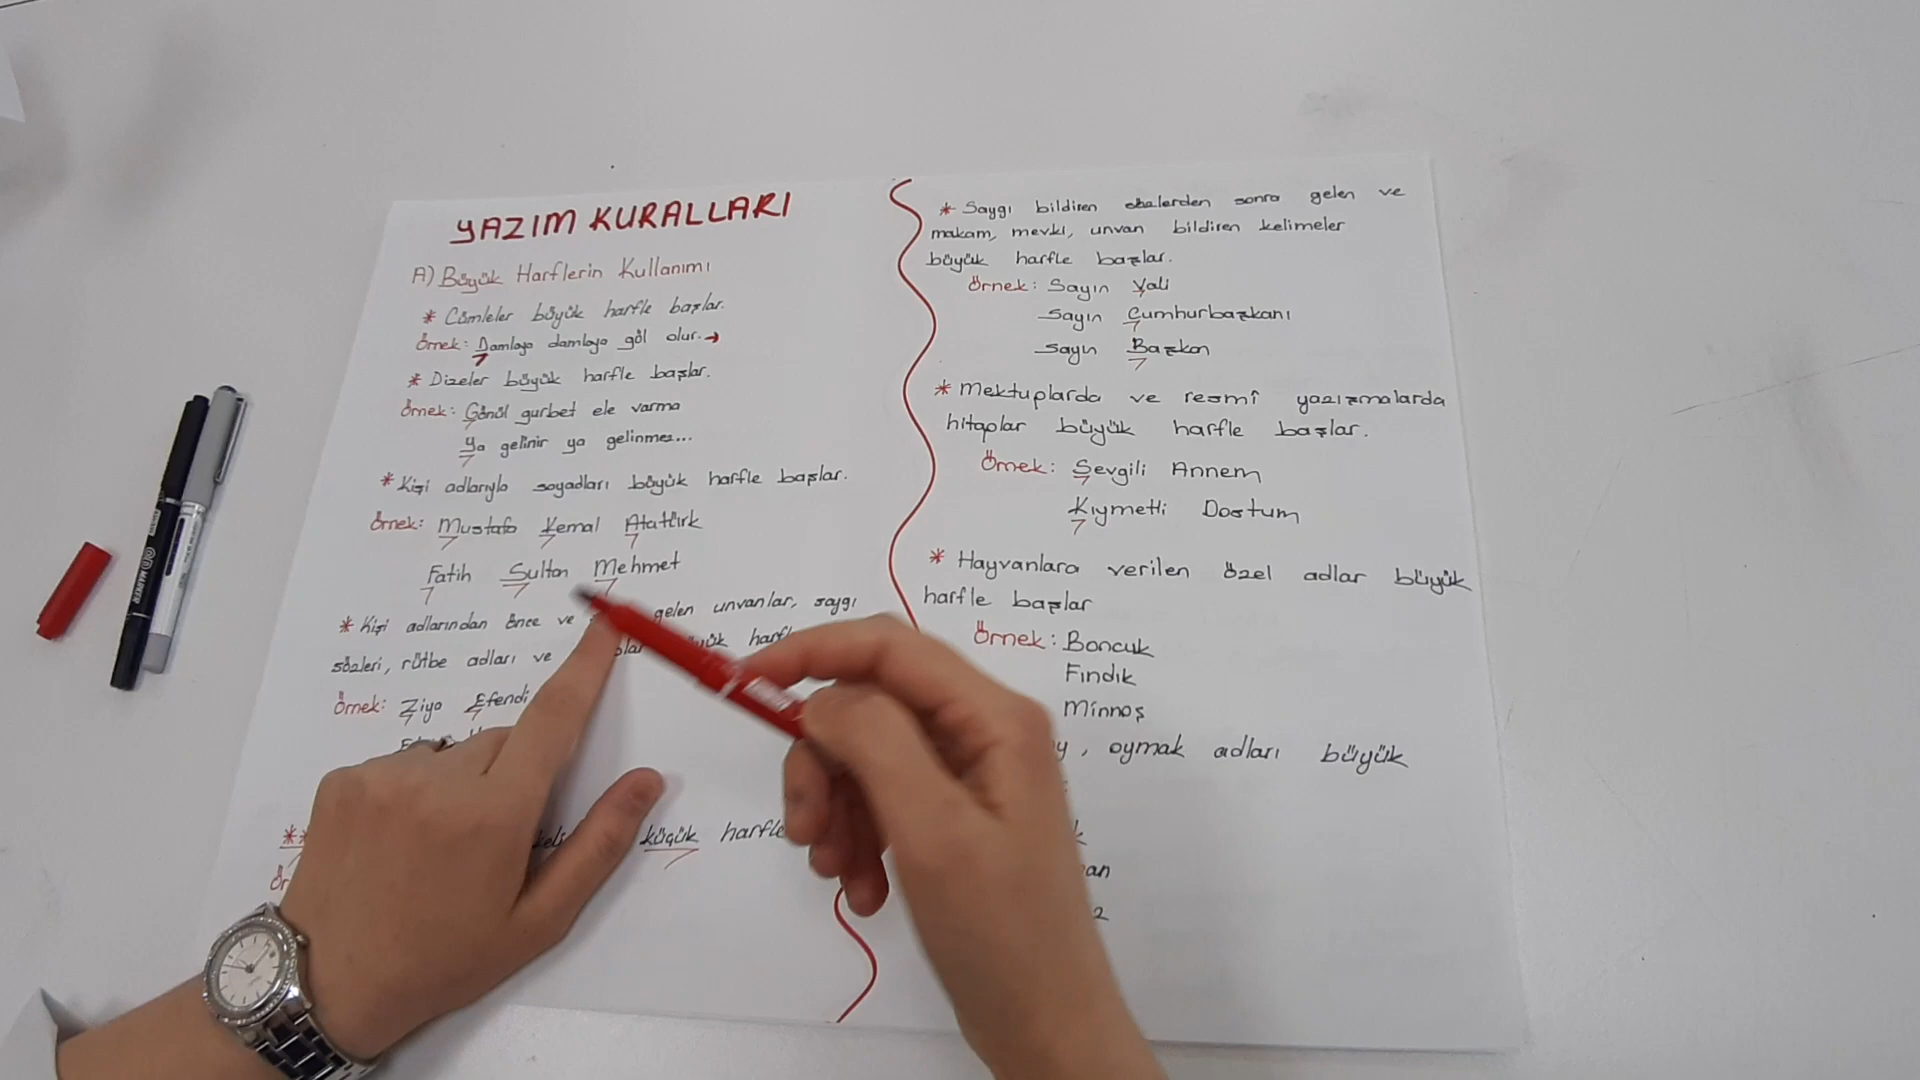 YAZIM KURALLARI
A) Büyük Harflerin Kullanımı
* Cümleler büyük harfle başlar.
Örnek: Damlaya damlaya göl olur.→
* Dizeler büyük harfle başlar.
Örnek: Gönül gurbet ele varma
Ya gelinir ya gelinmez...
* Kişi adlarıyla soyadları büyük harfle başlar.
Örnek: Mustafa Kemal Atatürk
Fatih Sultan Mehmet
* Kişi adlarından önce ve gelen unvanlar, saygı
sözleri, rütbe adları ve
Örnek: Ziya Efendi
** küçük harfle
* Saygı bildiren sonra gelen ve
makam, mevki, unvan bildiren kelimeler
büyük harfle başlar.
Örnek: Sayın Vali
Sayın Cumhurbaşkanı
Sayın Başkan
* Mektuplarda ve resmî yazışmalarda
hitaplar büyük harfle başlar.
Örnek: Sevgili Annem
Kıymetli Dostum
* Hayvanlara verilen özel adlar büyük
harfle başlar
Örnek: Boncuk
Fındık
Minnoş
, oymak adları büyük